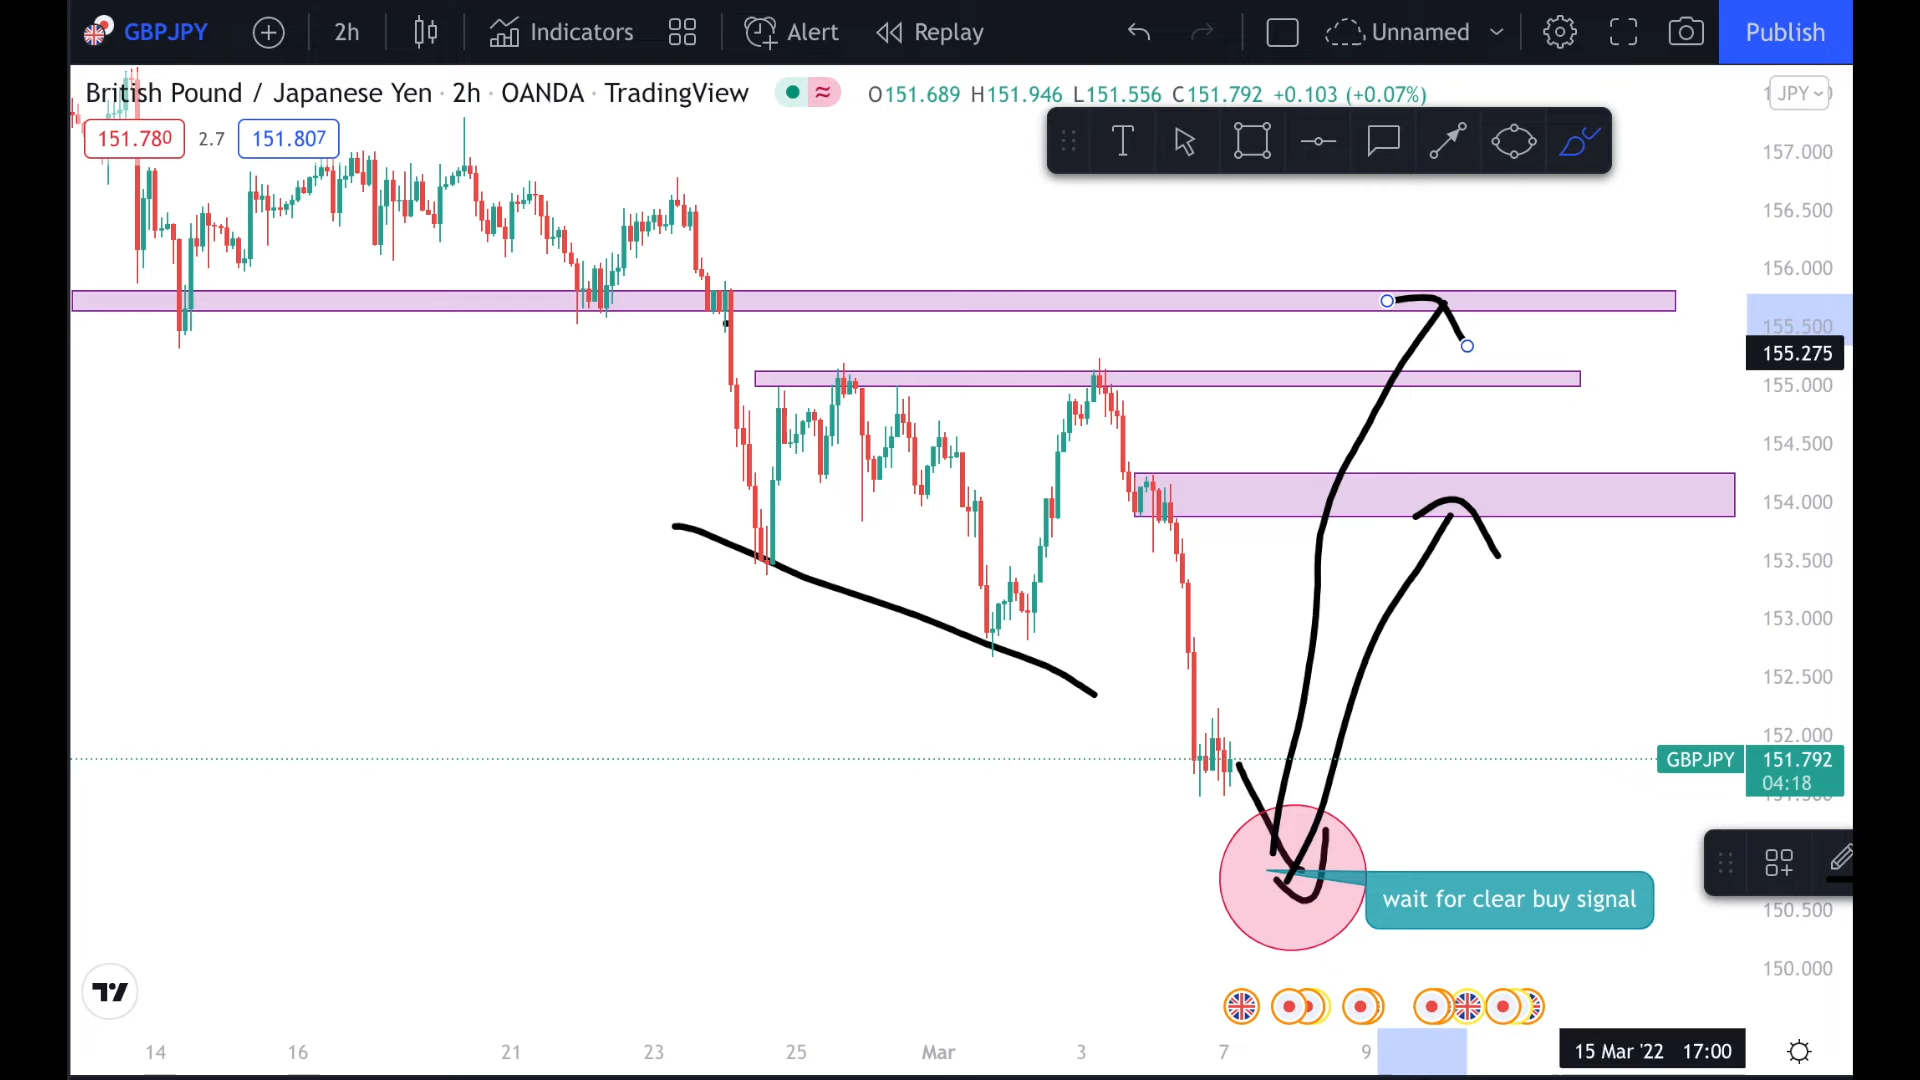 GBPJPY
2h
Indicators
Alert
Replay
Unnamed
Publish
British Pound / Japanese Yen · 2h · OANDA · TradingView
O151.689 H151.946 L151.556 C151.792 +0.103 (+0.07%)
JPY
151.780
2.7
151.807
157.000
156.500
156.000
155.500
155.275
155.000
154.500
154.000
153.500
153.000
152.500
152.000
GBPJPY
151.792
04:18
wait for clear buy signal
150.500
150.000
14
16
21
23
25
Mar
3
7
9
15 Mar '22 17:00